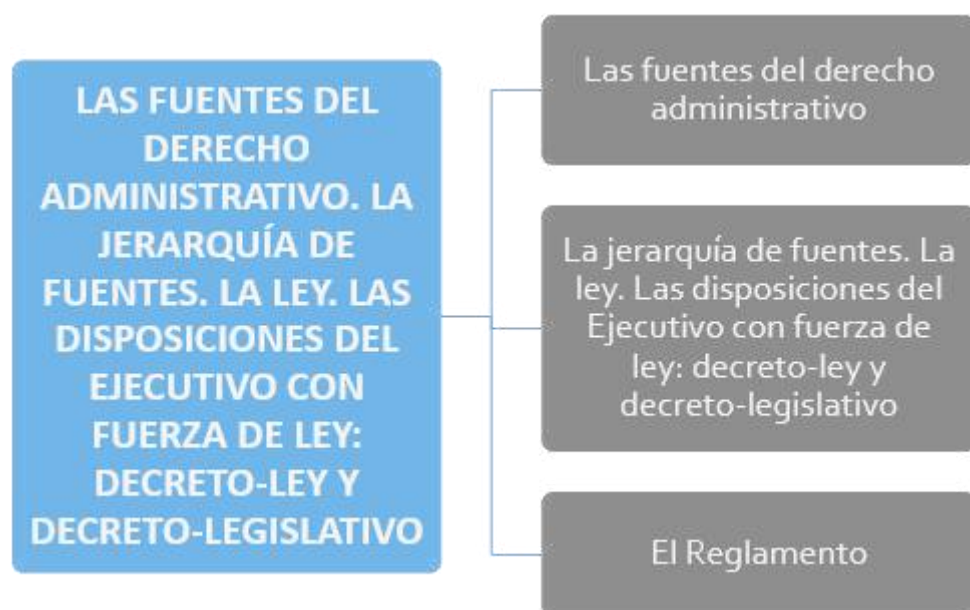 LAS FUENTES DEL
DERECHO
ADMINISTRATIVO. LA
JERARQUÍA DE
FUENTES. LA LEY. LAS
DISPOSICIONES DEL
EJECUTIVO CON
FUERZA DE LEY:
DECRETO-LEY Y
DECRETO-LEGISLATIVO
Las fuentes del derecho
administrativo
La jerarquía de fuentes. La
ley. Las disposiciones del
Ejecutivo con fuerza de
ley: decreto-ley y
decreto-legislativo
El Reglamento